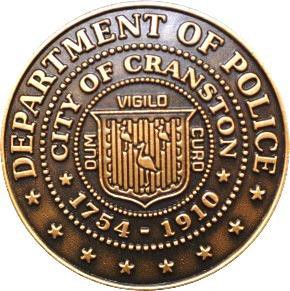 DEPARTMENT OF POLICE
CITY OF CRANSTON
DUM VIGILO CURO
1754 - 1910